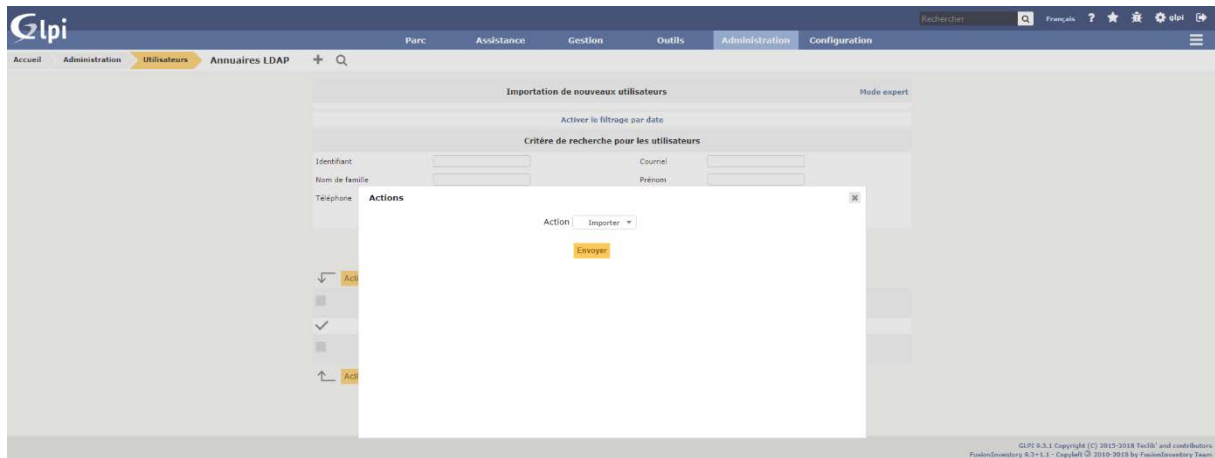 Glpi
Rechercher Français ? glpi
Parc Assistance Gestion Outils Administration Configuration
Accueil Administration Utilisateurs Annuaires LDAP
Importation de nouveaux utilisateurs Mode expert
Activer le filtrage par date
Critère de recherche pour les utilisateurs
Identifiant Courriel
Nom de famille Prénom
Téléphone
Actions
Action Importer
Envoyer
Acti
Acti
GLPI 9.3.1 Copyright (C) 2015-2018 Teclib' and contributors
FusionInventory 9.3+1.1 - Copyleft 2010-2018 by FusionInventory Team